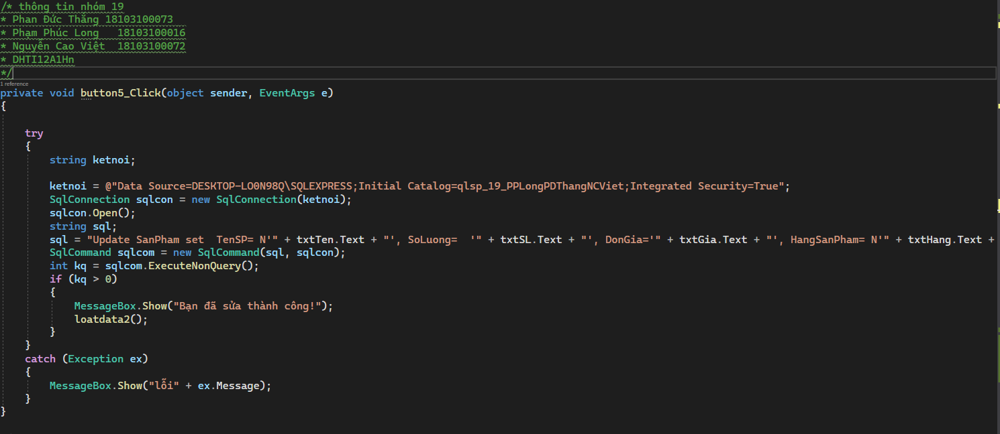 /* thông tin nhóm 19
* Phan Đức Thắng 18103100073
* Phạm Phúc Long   18103100016
* Nguyễn Cao Việt  18103100072
* DHTI12A1Hn
*/
1 reference
private void button5_Click(object sender, EventArgs e)
{
try
{
string ketnoi;
ketnoi = @"Data Source=DESKTOP-LO0N98Q\SQLEXPRESS;Initial Catalog=qlsp_19_PPLongPDThangNCViet;Integrated Security=True";
SqlConnection sqlcon = new SqlConnection(ketnoi);
sqlcon.Open();
string sql;
sql = "Update SanPham set  TenSP= N'" + txtTen.Text + "', SoLuong=  '" + txtSL.Text + "', DonGia='" + txtGia.Text + "', HangSanPham= N'" + txtHang.Text +
SqlCommand sqlcom = new SqlCommand(sql, sqlcon);
int kq = sqlcom.ExecuteNonQuery();
if (kq > 0)
{
MessageBox.Show("Bạn đã sửa thành công!");
loatdata2();
}
}
catch (Exception ex)
{
MessageBox.Show("lỗi" + ex.Message);
}
}